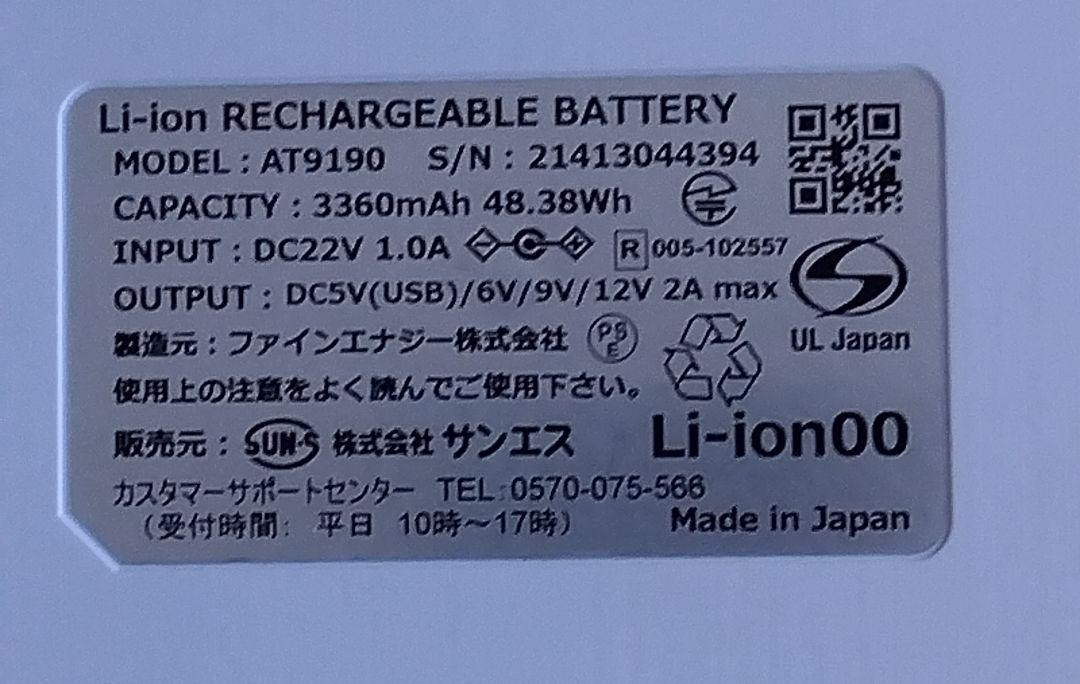 Li-ion RECHARGEABLE BATTERY
MODEL : AT9190 S/N : 21413044394
CAPACITY : 3360mAh 48.38Wh
INPUT : DC22V 1.0A R 005-102557
OUTPUT : DC5V(USB)/6V/9V/12V 2A max
UL Japan
製造元 : ファインエナジー株式会社 PSE
使用上の注意をよく読んでご使用下さい。
販売元 : SUN・S 株式会社 サンエス Li-ion00
カスタマーサポートセンター TEL:0570-075-566
(受付時間: 平日 10時～17時) Made in Japan